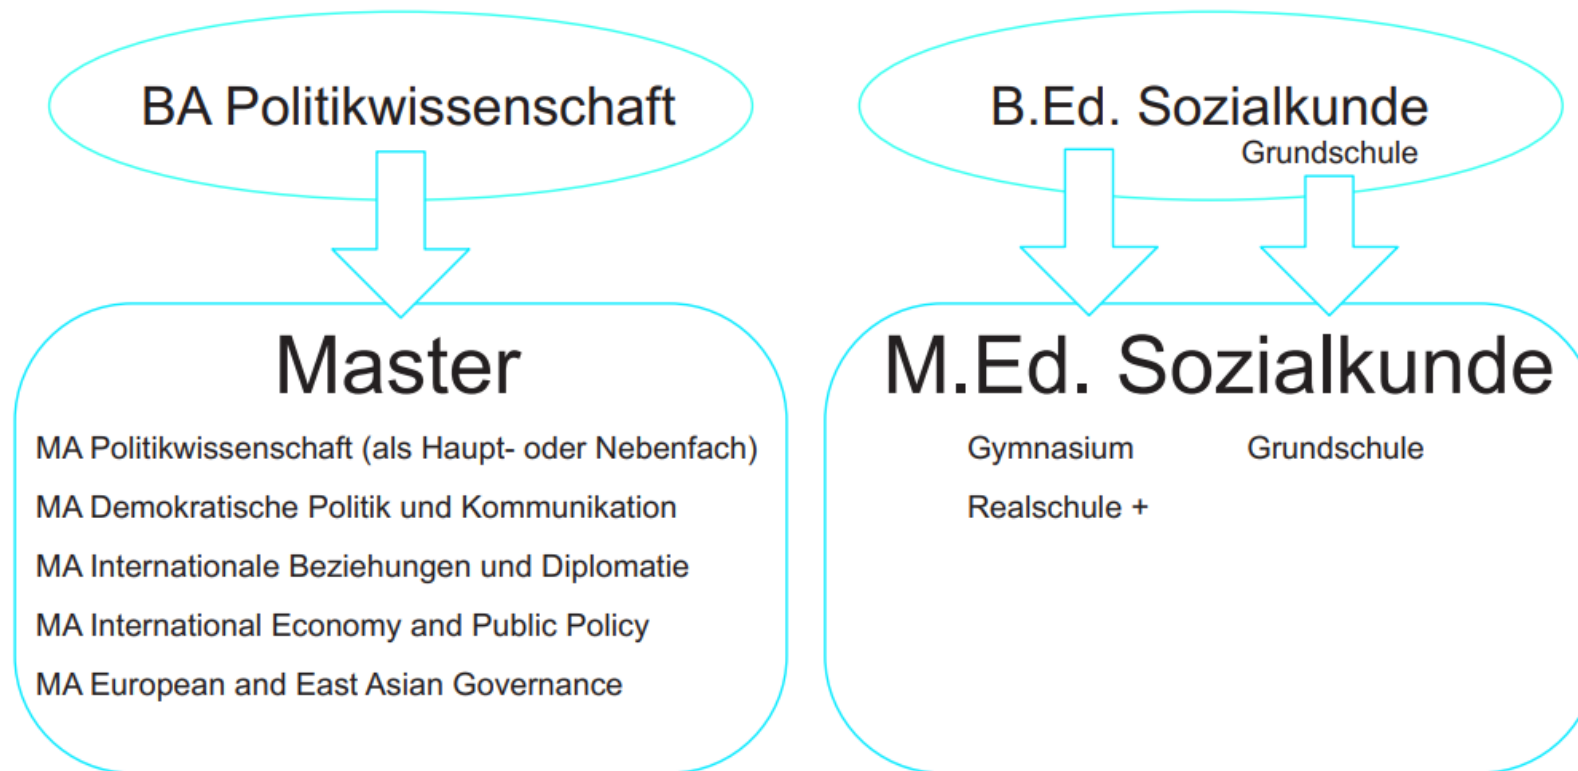 BA Politikwissenschaft
Master
MA Politikwissenschaft (als Haupt- oder Nebenfach)
MA Demokratische Politik und Kommunikation
MA Internationale Beziehungen und Diplomatie
MA International Economy and Public Policy
MA European and East Asian Governance
B.Ed. Sozialkunde
Grundschule
M.Ed. Sozialkunde
Gymnasium Grundschule
Realschule +